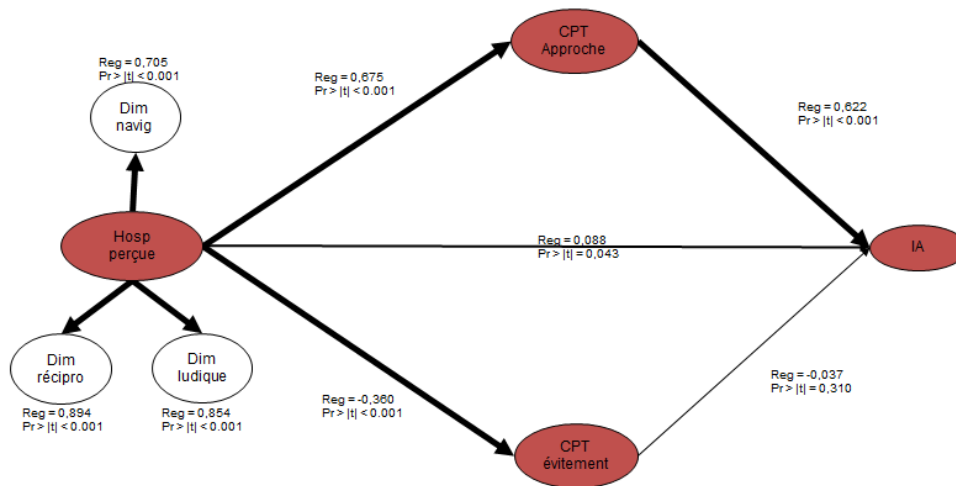 CPT
Approche
Reg = 0,705
Pr > |t| < 0.001
Reg = 0,675
Pr > |t| < 0.001
Dim
navig
Reg = 0,622
Pr > |t| < 0.001
Hosp
perçue
Reg = 0,088
Pr > |t| = 0,043
IA
Dim
récipro
Dim
ludique
Reg = -0,037
Pr > |t| = 0,310
Reg = -0,360
Pr > |t| < 0.001
Reg = 0,894
Pr > |t| < 0.001
Reg = 0,854
Pr > |t| < 0.001
CPT
évitement